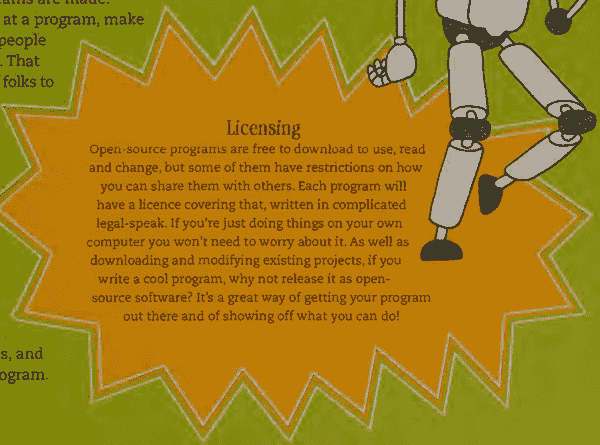 ams are made.
at a program, make
people
. That
folks to
Licensing
Open-source programs are free to download to use, read
and change, but some of them have restrictions on how
you can share them with others. Each program will
have a licence covering that, written in complicated
legal-speak. If you're just doing things on your own
computer you won't need to worry about it. As well as
downloading and modifying existing projects, if you
write a cool program, why not release it as open-
source software? It's a great way of getting your program
out there and of showing off what you can do!
s, and
ogram.